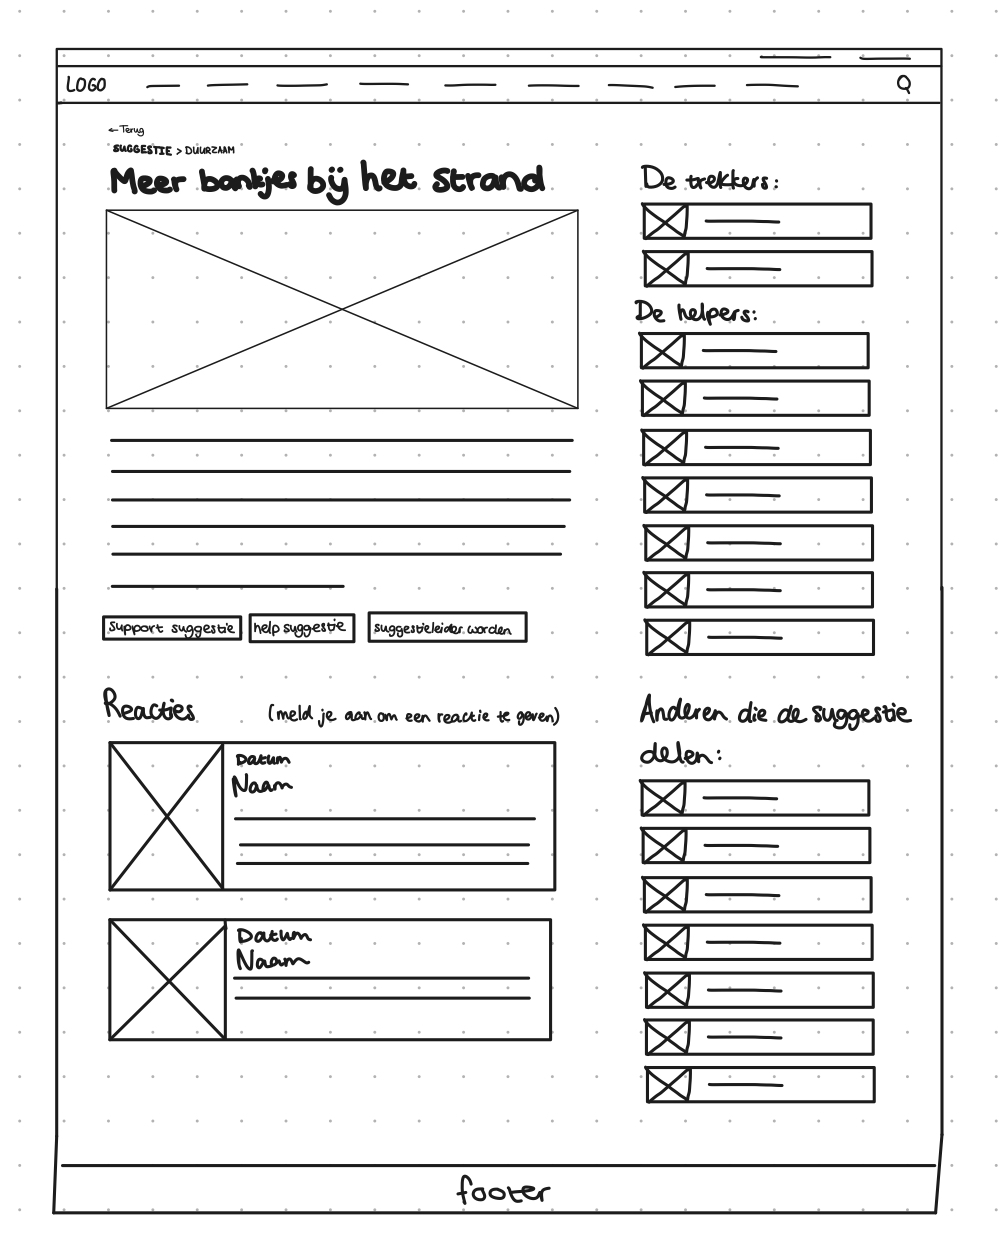 LOGO
← Terug
SUGGESTIE > DUURZAAM
Meer bankjes bij het strand
support suggestie
help suggestie
suggestieleider worden
Reacties
(meld je aan om een reactie te geven)
Datum
Naam
Datum
Naam
De trekkers:
De helpers:
Anderen die de suggestie
delen:
footer